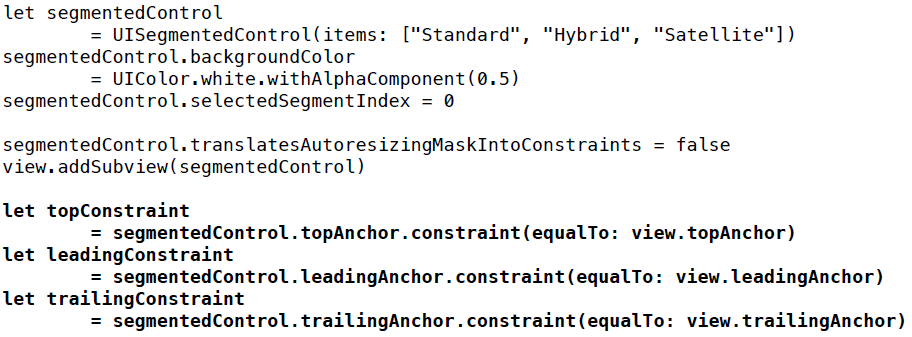 let segmentedControl
        = UISegmentedControl(items: ["Standard", "Hybrid", "Satellite"])
segmentedControl.backgroundColor
        = UIColor.white.withAlphaComponent(0.5)
segmentedControl.selectedSegmentIndex = 0

segmentedControl.translatesAutoresizingMaskIntoConstraints = false
view.addSubview(segmentedControl)

let topConstraint
        = segmentedControl.topAnchor.constraint(equalTo: view.topAnchor)
let leadingConstraint
        = segmentedControl.leadingAnchor.constraint(equalTo: view.leadingAnchor)
let trailingConstraint
        = segmentedControl.trailingAnchor.constraint(equalTo: view.trailingAnchor)